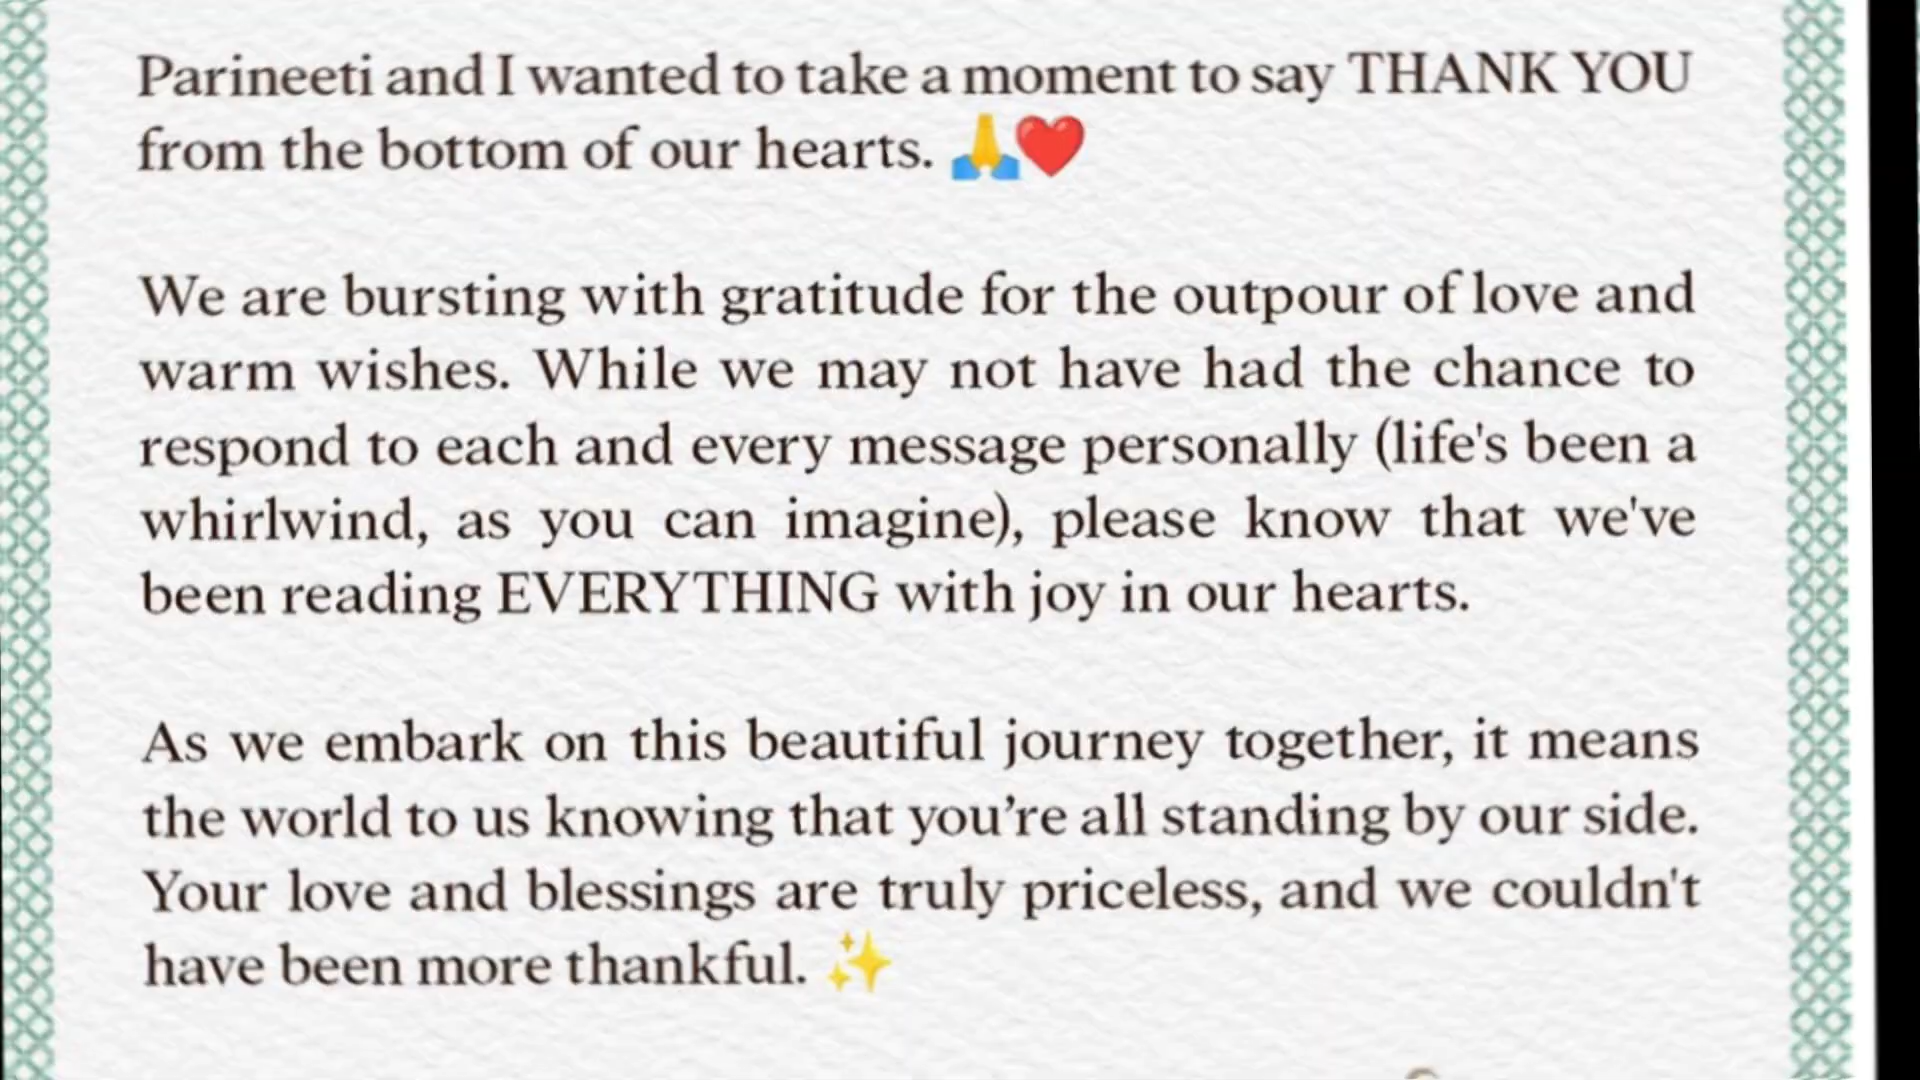 Parineeti and I wanted to take a moment to say THANK YOU
from the bottom of our hearts. 🙏❤️
We are bursting with gratitude for the outpour of love and
warm wishes. While we may not have had the chance to
respond to each and every message personally (life's been a
whirlwind, as you can imagine), please know that we've
been reading EVERYTHING with joy in our hearts.
As we embark on this beautiful journey together, it means
the world to us knowing that you’re all standing by our side.
Your love and blessings are truly priceless, and we couldn't
have been more thankful. ✨